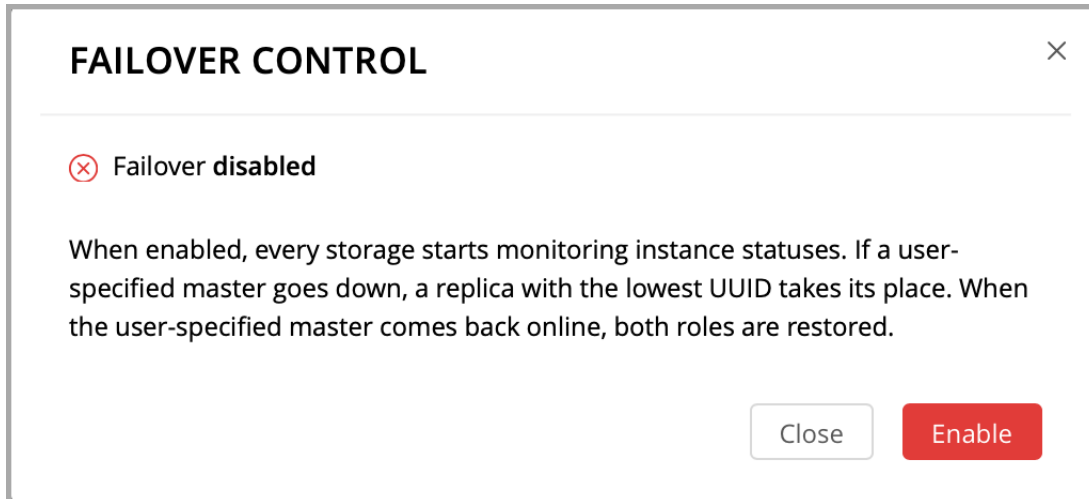 FAILOVER CONTROL
Failover disabled
When enabled, every storage starts monitoring instance statuses. If a user-
specified master goes down, a replica with the lowest UUID takes its place. When
the user-specified master comes back online, both roles are restored.
Close Enable